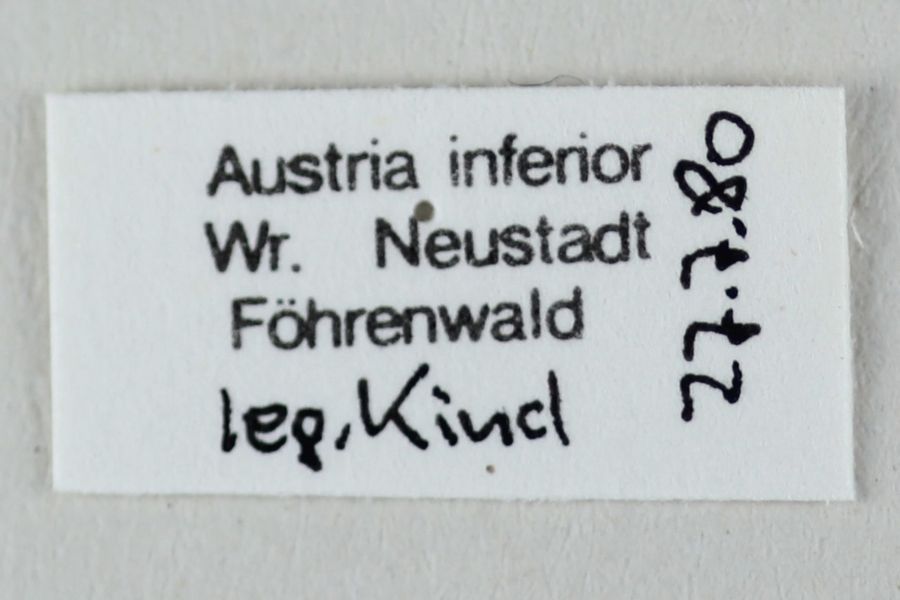 Austria inferior
Wr. Neustadt
Föhrenwald
leg. Kind
27.7.80